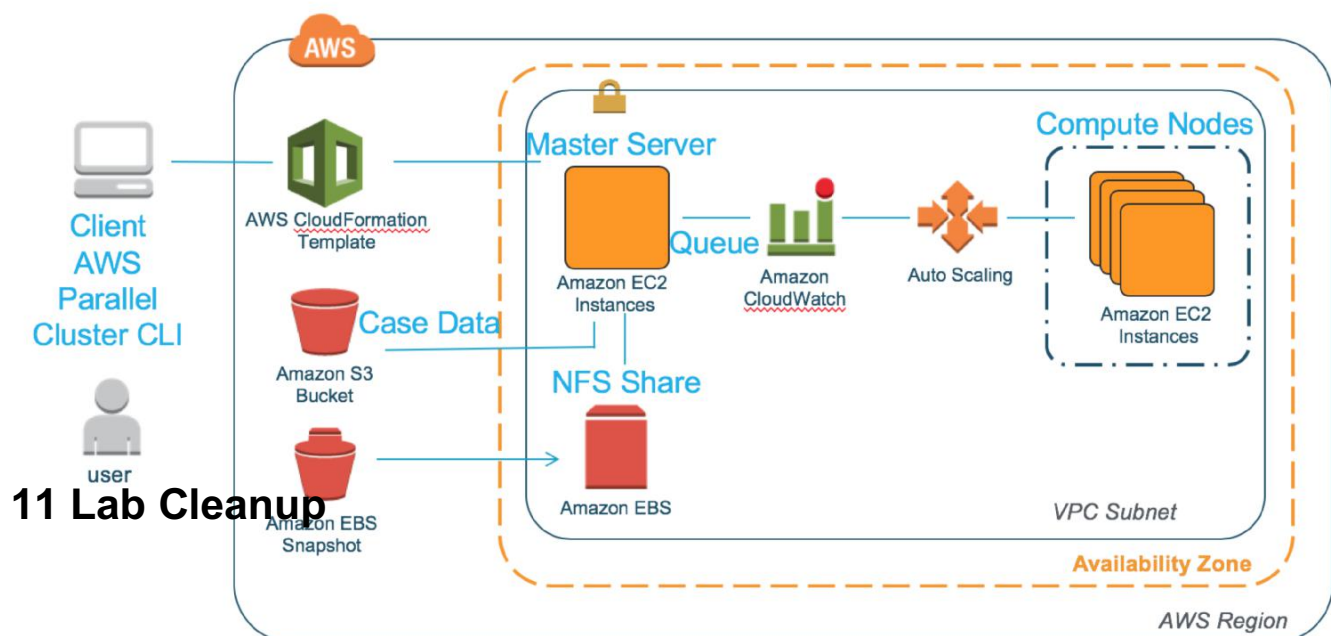 AWS
Client
AWS
Parallel
Cluster CLI
user
11 Lab Cleanup
AWS CloudFormation
Template
Case Data
Amazon S3
Bucket
Amazon EBS
Snapshot
Master Server
Amazon EC2
Instances
Queue
NFS Share
Amazon EBS
Amazon
CloudWatch
Auto Scaling
Compute Nodes
Amazon EC2
Instances
VPC Subnet
Availability Zone
AWS Region